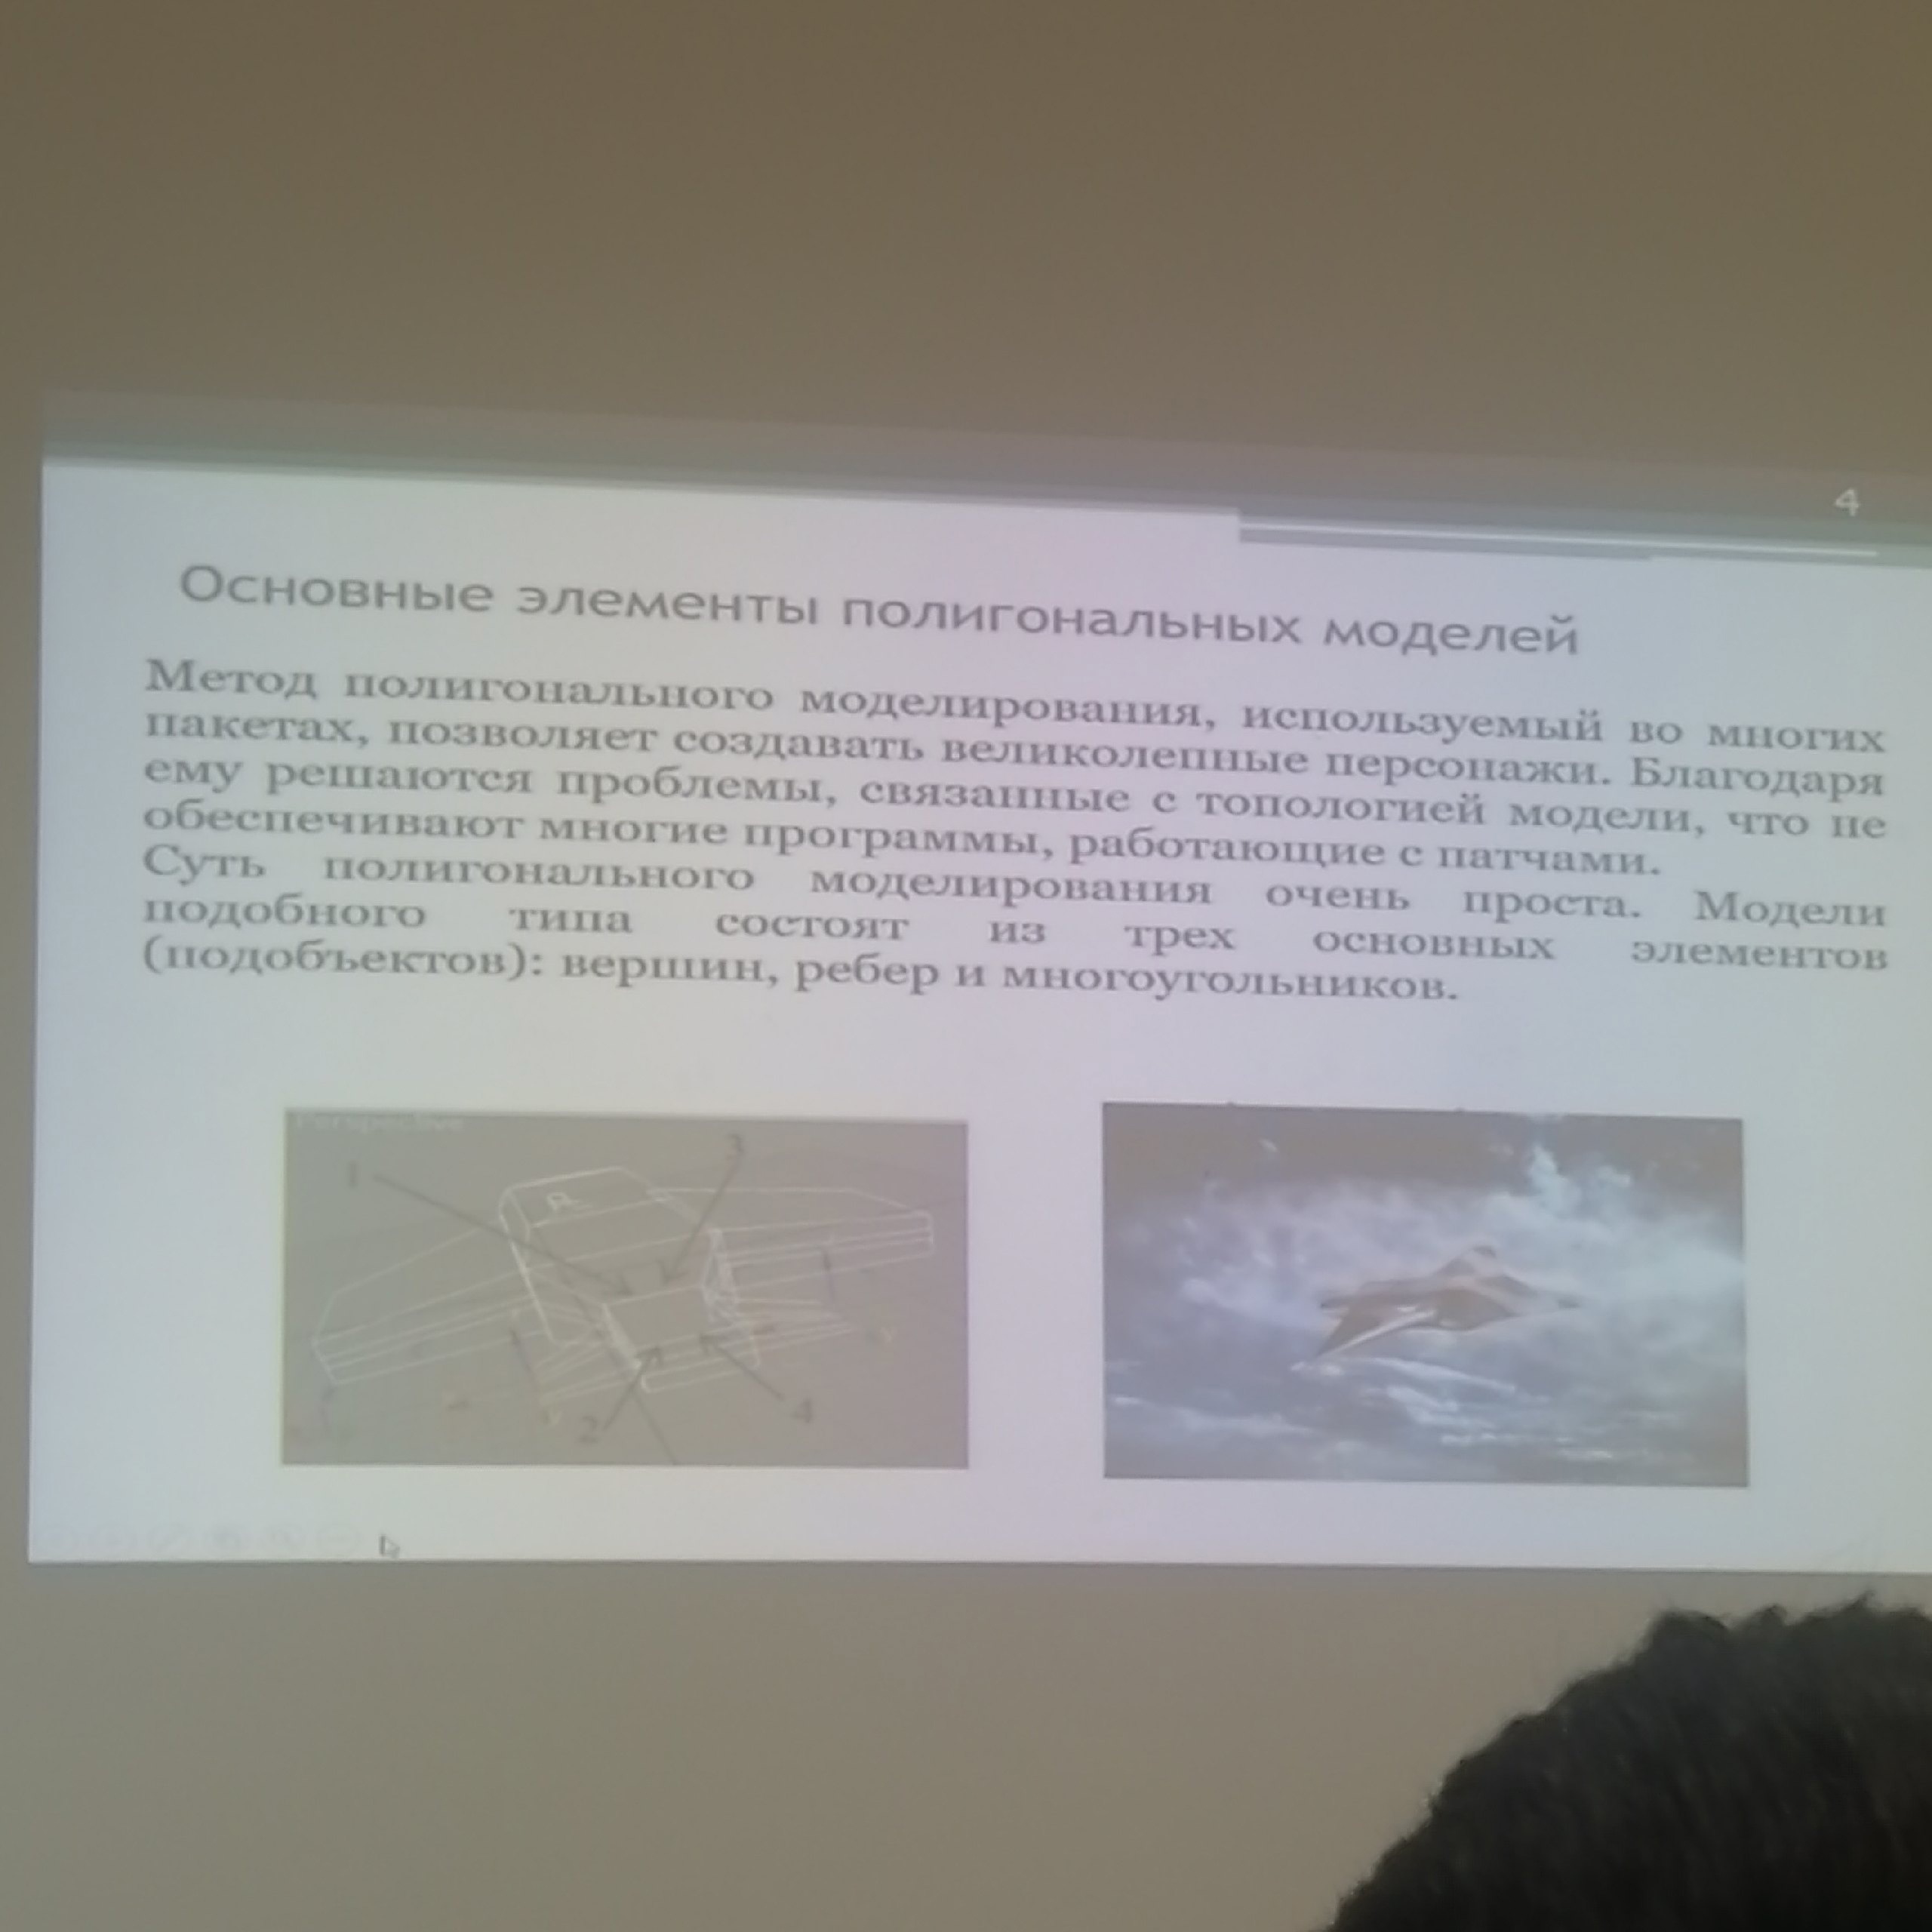 4
Основные элементы полигональных моделей
Метод полигонального моделирования, используемый во многих
пакетах, позволяет создавать великолепные персонажи. Благодаря
ему решаются проблемы, связанные с топологией модели, что не
обеспечивают многие программы, работающие с патчами.
Суть полигонального моделирования очень проста. Модели
подобного типа состоят из трех основных элементов
(подобъектов): вершин, ребер и многоугольников.
Perspective
1
3
2
4